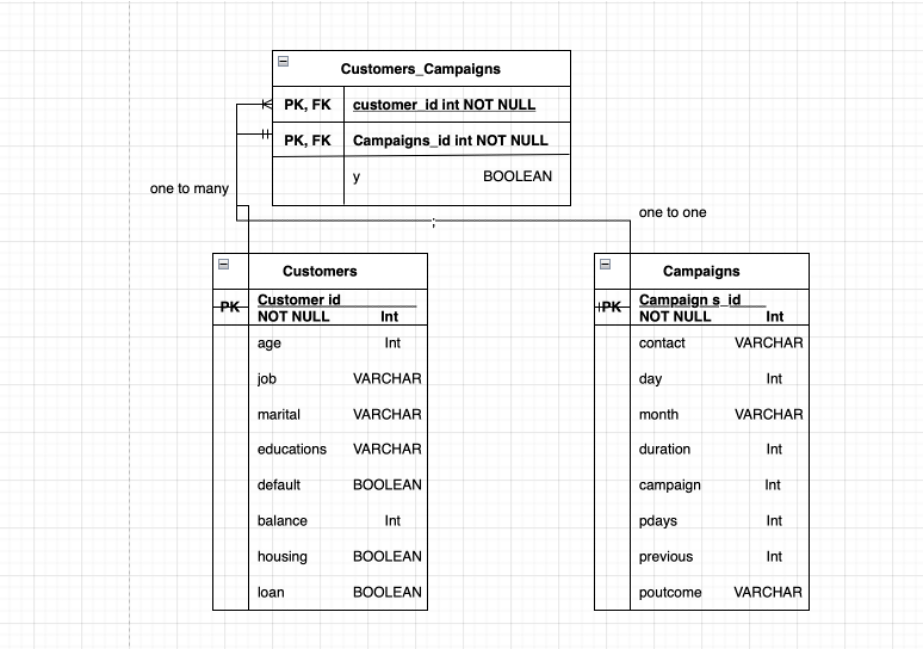 Customers_Campaigns
PK, FK customer_id int NOT NULL
PK, FK Campaigns_id int NOT NULL
y BOOLEAN
one to many
one to one
;
Customers
PK Customer id
NOT NULL Int
age Int
job VARCHAR
marital VARCHAR
educations VARCHAR
default BOOLEAN
balance Int
housing BOOLEAN
loan BOOLEAN
Campaigns
PK Campaign s_id
NOT NULL Int
contact VARCHAR
day Int
month VARCHAR
duration Int
campaign Int
pdays Int
previous Int
poutcome VARCHAR